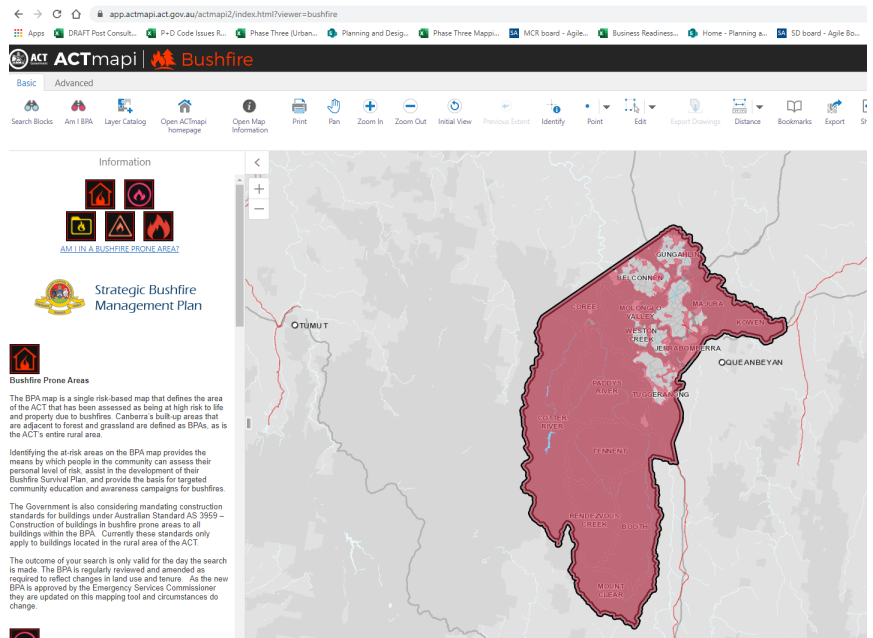 app.actmapi.act.gov.au/actmapi2/index.html?viewer=bushfire
Apps
DRAFT Post Consult...
P+D Code Issues R...
Phase Three (Urban...
Planning and Desig...
Phase Three Mappi...
MCR board - Agile...
Business Readiness...
Home - Planning a...
SD board - Agile Bo...
ACT ACTmapi | Bushfire
Basic Advanced
Search Blocks
Am I BPA
Layer Catalog
Open ACTmapi
homepage
Open Map
Information
Print
Pan
Zoom In
Zoom Out
Initial View
Previous Extent
Identify
Point
Edit
Export Drawings
Distance
Bookmarks
Export
Sh
Information
AM I IN A BUSHFIRE PRONE AREA?
Strategic Bushfire
Management Plan
Bushfire Prone Areas
The BPA map is a single risk-based map that defines the area
of the ACT that has been assessed as being at high risk to life
and property due to bushfires. Canberra's built-up areas that
are adjacent to forest and grassland are defined as BPAs, as is
the ACT's entire rural area.
Identifying the at-risk areas on the BPA map provides the
means by which people in the community can assess their
personal level of risk, assist in the development of their
Bushfire Survival Plan, and provide the basis for targeted
community education and awareness campaigns for bushfires.
The Government is also considering mandating construction
standards for buildings under Australian Standard AS 3959 –
Construction of buildings in bushfire prone areas to all
buildings within the BPA. Currently these standards only
apply to buildings located in the rural area of the ACT.
The outcome of your search is only valid for the day the search
is made. The BPA is regularly reviewed and amended as
required to reflect changes in land use and tenure. As the new
BPA is approved by the Emergency Services Commissioner
they are updated on this mapping tool and circumstances do
change.
GUNGAHLIN
BELCONNEN
COREE
MOLONGLO
VALLEY
MAJURA
KOWEN
WESTON
CREEK
JERRABOMBERRA
TUMUT
QUEANBEYAN
PADDYS
RIVER
TUGGERANONG
COTTER
RIVER
TENNENT
RENDEZVOUS
CREEK
BOOTH
MOUNT
CLEAR